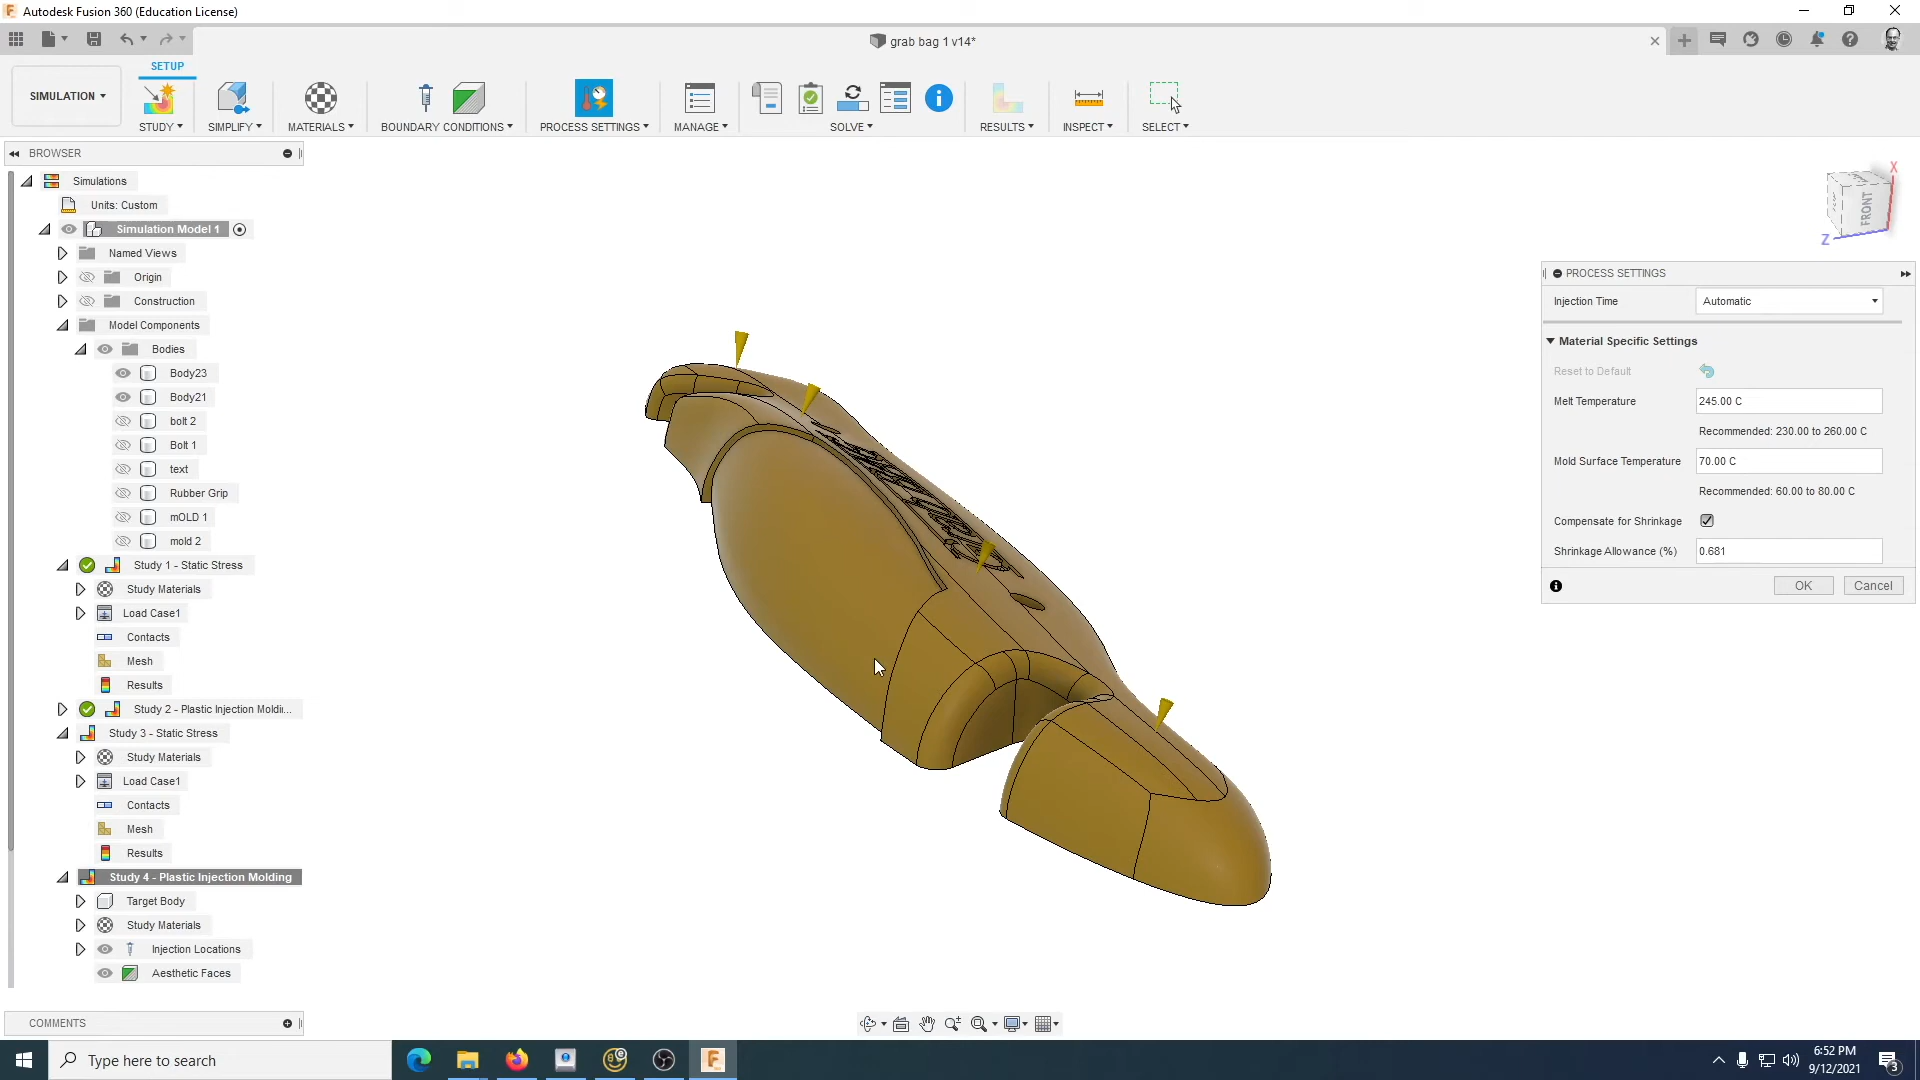 Autodesk Fusion 360 (Education License)
grab bag 1 v14*
SETUP
SIMULATION
STUDY
SIMPLIFY
MATERIALS
BOUNDARY CONDITIONS
PROCESS SETTINGS
MANAGE
SOLVE
RESULTS
INSPECT
SELECT
BROWSER
Simulations
Units: Custom
Simulation Model 1
Named Views
Origin
Construction
Model Components
Bodies
Body23
Body21
bolt 2
Bolt 1
text
Rubber Grip
mOLD 1
mold 2
Study 1 - Static Stress
Study Materials
Load Case1
Contacts
Mesh
Results
Study 2 - Plastic Injection Moldin...
Study 3 - Static Stress
Study Materials
Load Case1
Contacts
Mesh
Results
Study 4 - Plastic Injection Molding
Target Body
Study Materials
Injection Locations
Aesthetic Faces
COMMENTS
X
FRONT
Z
PROCESS SETTINGS
Injection Time Automatic
Material Specific Settings
Reset to Default
Melt Temperature 245.00 C
Recommended: 230.00 to 260.00 C
Mold Surface Temperature 70.00 C
Recommended: 60.00 to 80.00 C
Compensate for Shrinkage
Shrinkage Allowance (%) 0.681
OK Cancel
Type here to search
6:52 PM
9/12/2021
3